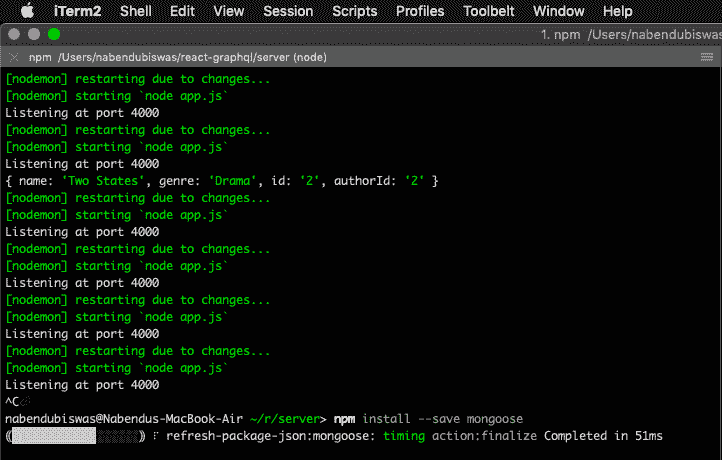 iTerm2 Shell Edit View Session Scripts Profiles Toolbelt Window Help
1. npm /Users/nabendubiswas
npm /Users/nabendubiswas/react-graphql/server (node)
[nodemon] restarting due to changes...
[nodemon] starting `node app.js`
Listening at port 4000
[nodemon] restarting due to changes...
[nodemon] starting `node app.js`
Listening at port 4000
{ name: 'Two States', genre: 'Drama', id: '2', authorId: '2' }
[nodemon] restarting due to changes...
[nodemon] starting `node app.js`
Listening at port 4000
[nodemon] restarting due to changes...
[nodemon] starting `node app.js`
Listening at port 4000
[nodemon] restarting due to changes...
[nodemon] starting `node app.js`
Listening at port 4000
[nodemon] restarting due to changes...
[nodemon] starting `node app.js`
Listening at port 4000
^C
nabendubiswas@Nabendus-MacBook-Air ~/r/server> npm install --save mongoose
(░░░░░░░░░░░░░░░░░░) ⠏ refresh-package-json:mongoose: timing action:finalize Completed in 51ms